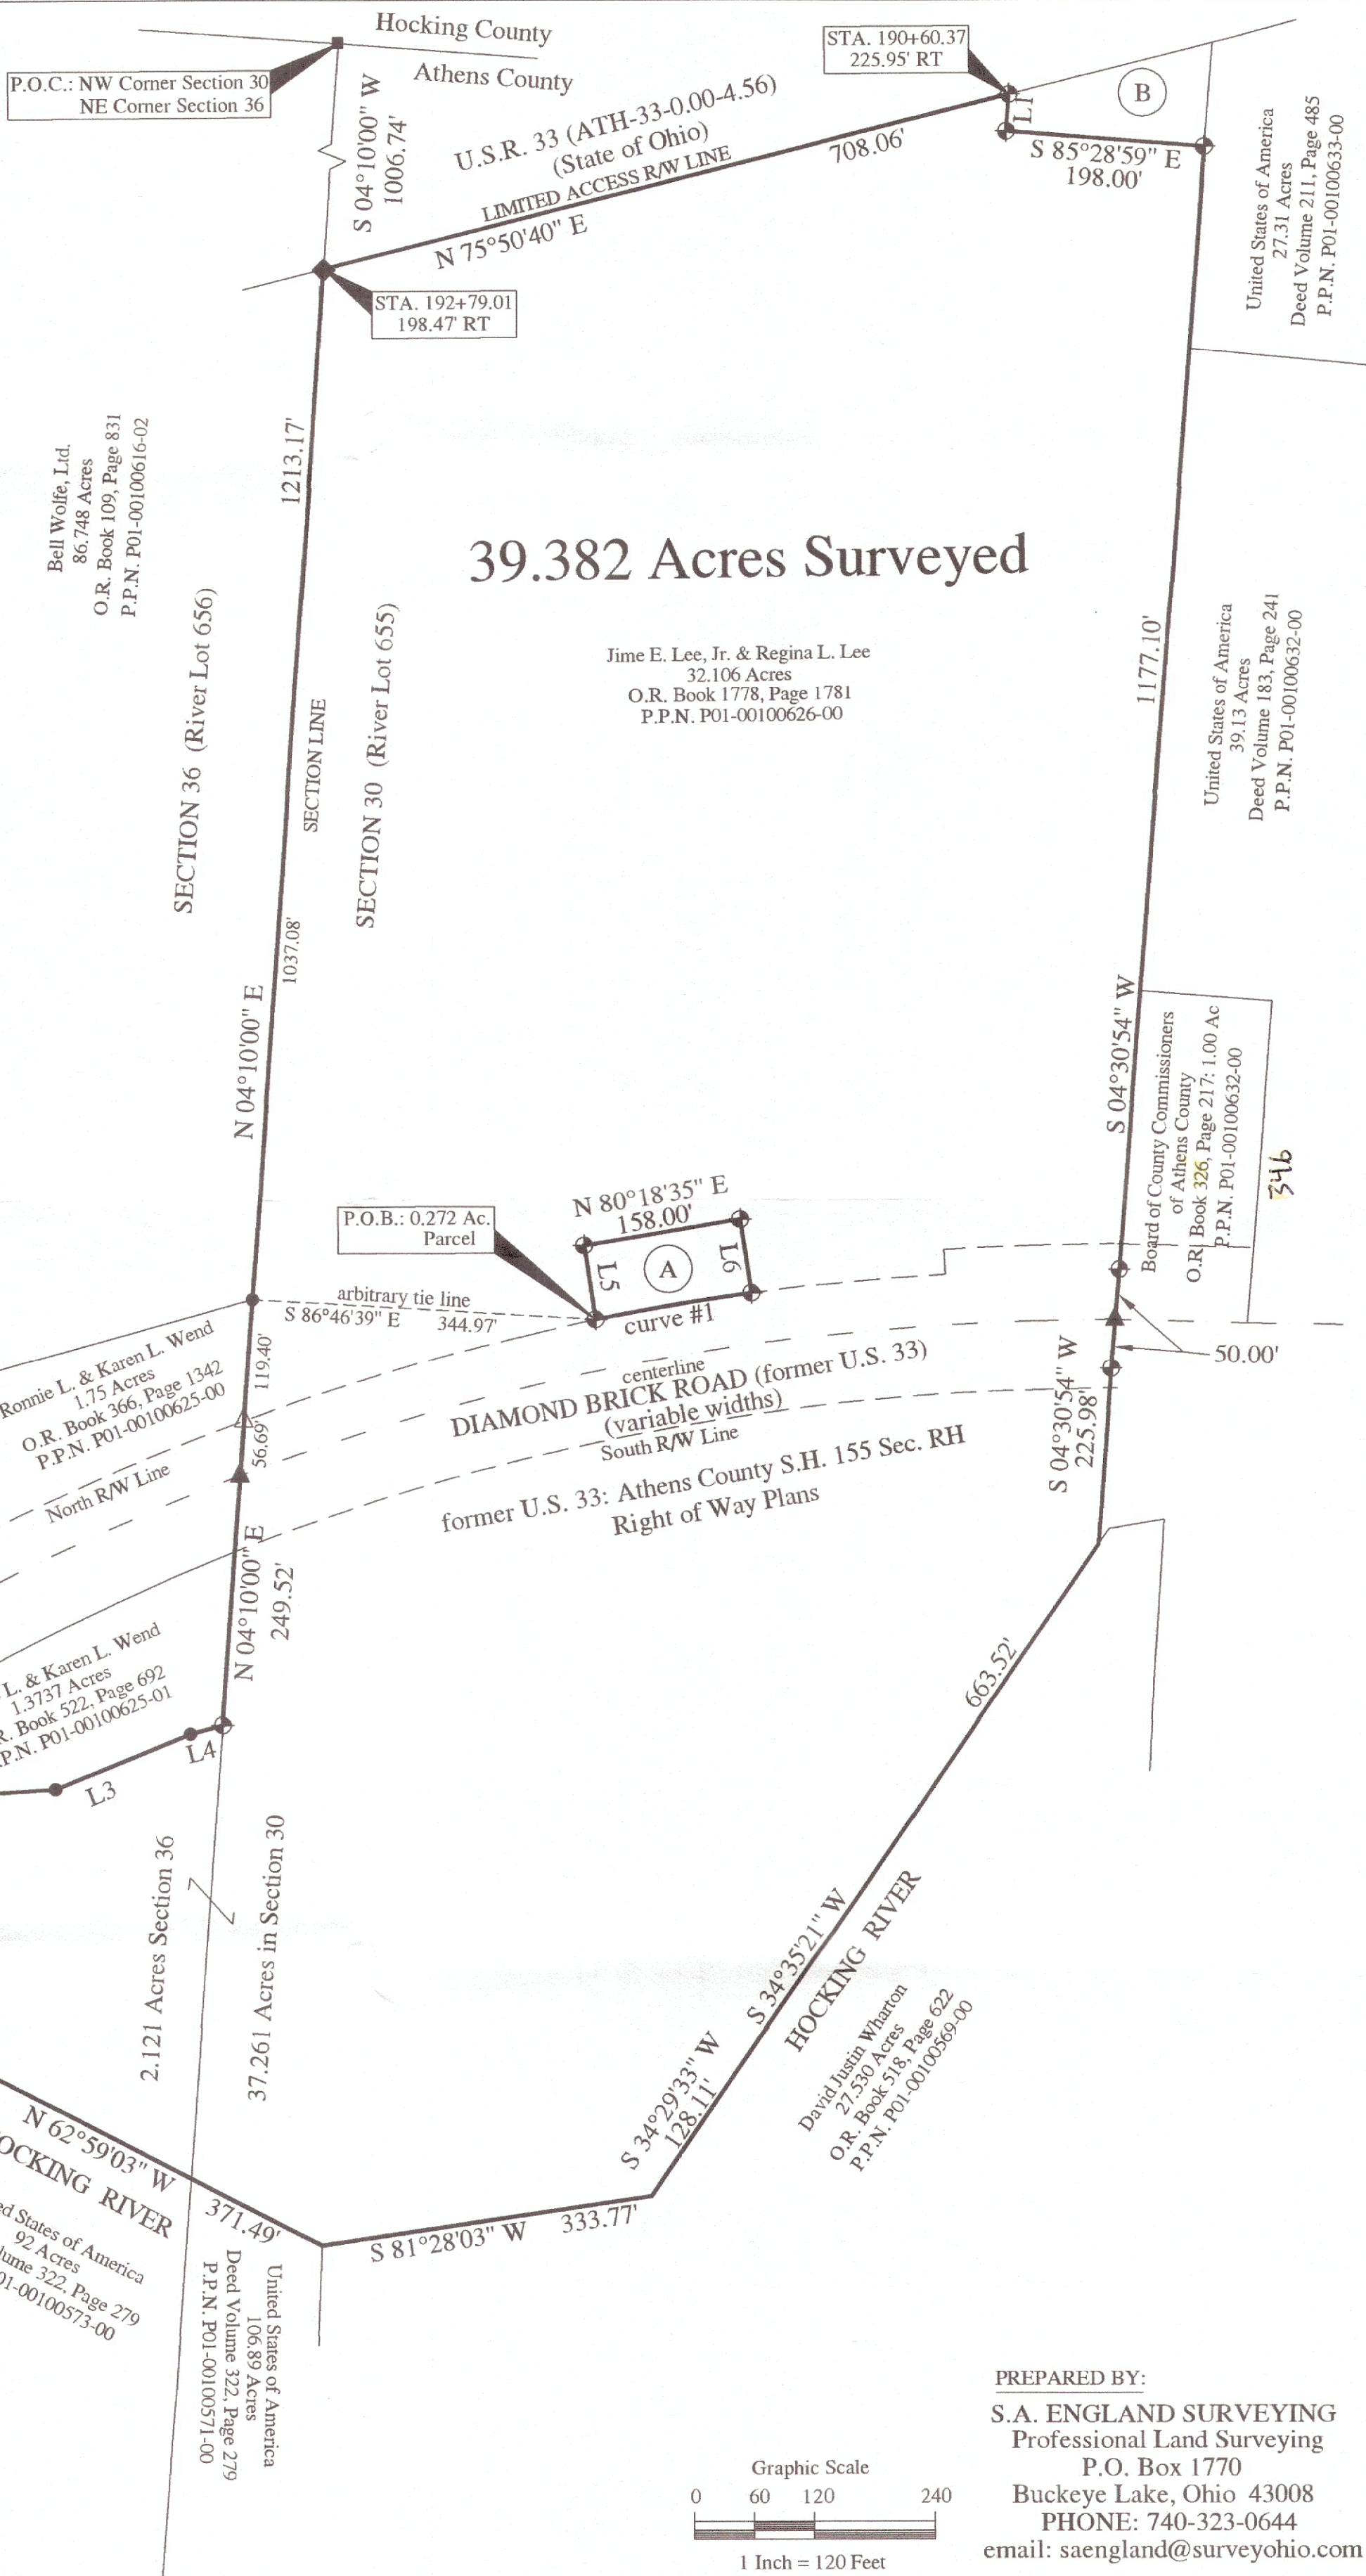 Hocking County
Athens County
P.O.C.: NW Corner Section 30
NE Corner Section 36
S 04°10'00" W
1006.74'
U.S.R. 33 (ATH-33-0.00-4.56)
(State of Ohio)
LIMITED ACCESS R/W LINE
708.06'
N 75°50'40" E
STA. 190+60.37
225.95' RT
L1
B
S 85°28'59" E
198.00'
STA. 192+79.01
198.47' RT
United States of America
27.31 Acres
Deed Volume 211, Page 485
P.P.N. P01-00100633-00
1213.17'
Bell Wolfe, Ltd.
86.748 Acres
O.R. Book 109, Page 831
P.P.N. P01-00100616-02
39.382 Acres Surveyed
Jime E. Lee, Jr. & Regina L. Lee
32.106 Acres
O.R. Book 1778, Page 1781
P.P.N. P01-00100626-00
SECTION 36 (River Lot 656)
SECTION LINE
SECTION 30 (River Lot 655)
1177.10'
United States of America
39.13 Acres
Deed Volume 183, Page 241
P.P.N. P01-00100632-00
1037.08'
N 04°10'00" E
S 04°30'54" W
Board of County Commissioners
of Athens County
O.R. Book 326, Page 217: 1.00 Ac
P.P.N. P01-00100632-00
346
N 80°18'35" E
158.00'
P.O.B.: 0.272 Ac.
Parcel
L5
A
L6
curve #1
arbitrary tie line
S 86°46'39" E 344.97'
119.40'
56.69'
Ronnie L. & Karen L. Wend
1.75 Acres
O.R. Book 366, Page 1342
P.P.N. P01-00100625-00
North R/W Line
centerline
DIAMOND BRICK ROAD (former U.S. 33)
(variable widths)
South R/W Line
50.00'
S 04°30'54" W
225.98'
former U.S. 33: Athens County S.H. 155 Sec. RH
Right of Way Plans
N 04°10'00" E
249.52'
L. & Karen L. Wend
1.3737 Acres
R. Book 522, Page 692
P.N. P01-00100625-01
L4
L3
663.52'
2.121 Acres Section 36
37.261 Acres in Section 30
S 34°35'21" W
HOCKING RIVER
S 34°29'33" W
128.11'
David Justin Wharton
27.530 Acres
O.R. Book 518, Page 622
P.P.N. P01-00100569-00
N 62°59'03" W
371.49'
OCKING RIVER
S 81°28'03" W 333.77'
ed States of America
92 Acres
lume 322, Page 279
01-00100573-00
United States of America
106.89 Acres
Deed Volume 322, Page 279
P.P.N. P01-00100571-00
PREPARED BY:
S.A. ENGLAND SURVEYING
Professional Land Surveying
P.O. Box 1770
Buckeye Lake, Ohio 43008
PHONE: 740-323-0644
email: saengland@surveyohio.com
Graphic Scale
0 60 120 240
1 Inch = 120 Feet